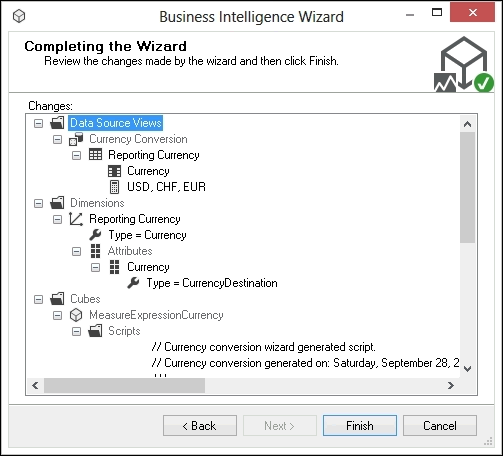 Business Intelligence Wizard
Completing the Wizard
Review the changes made by the wizard and then click Finish.
Changes:
Data Source Views
Currency Conversion
Reporting Currency
Currency
USD, CHF, EUR
Dimensions
Reporting Currency
Type = Currency
Attributes
Currency
Type = CurrencyDestination
Cubes
MeasureExpressionCurrency
Scripts
// Currency conversion wizard generated script.
// Currency conversion generated on: Saturday, September 28, 2
< Back
Next >
Finish
Cancel